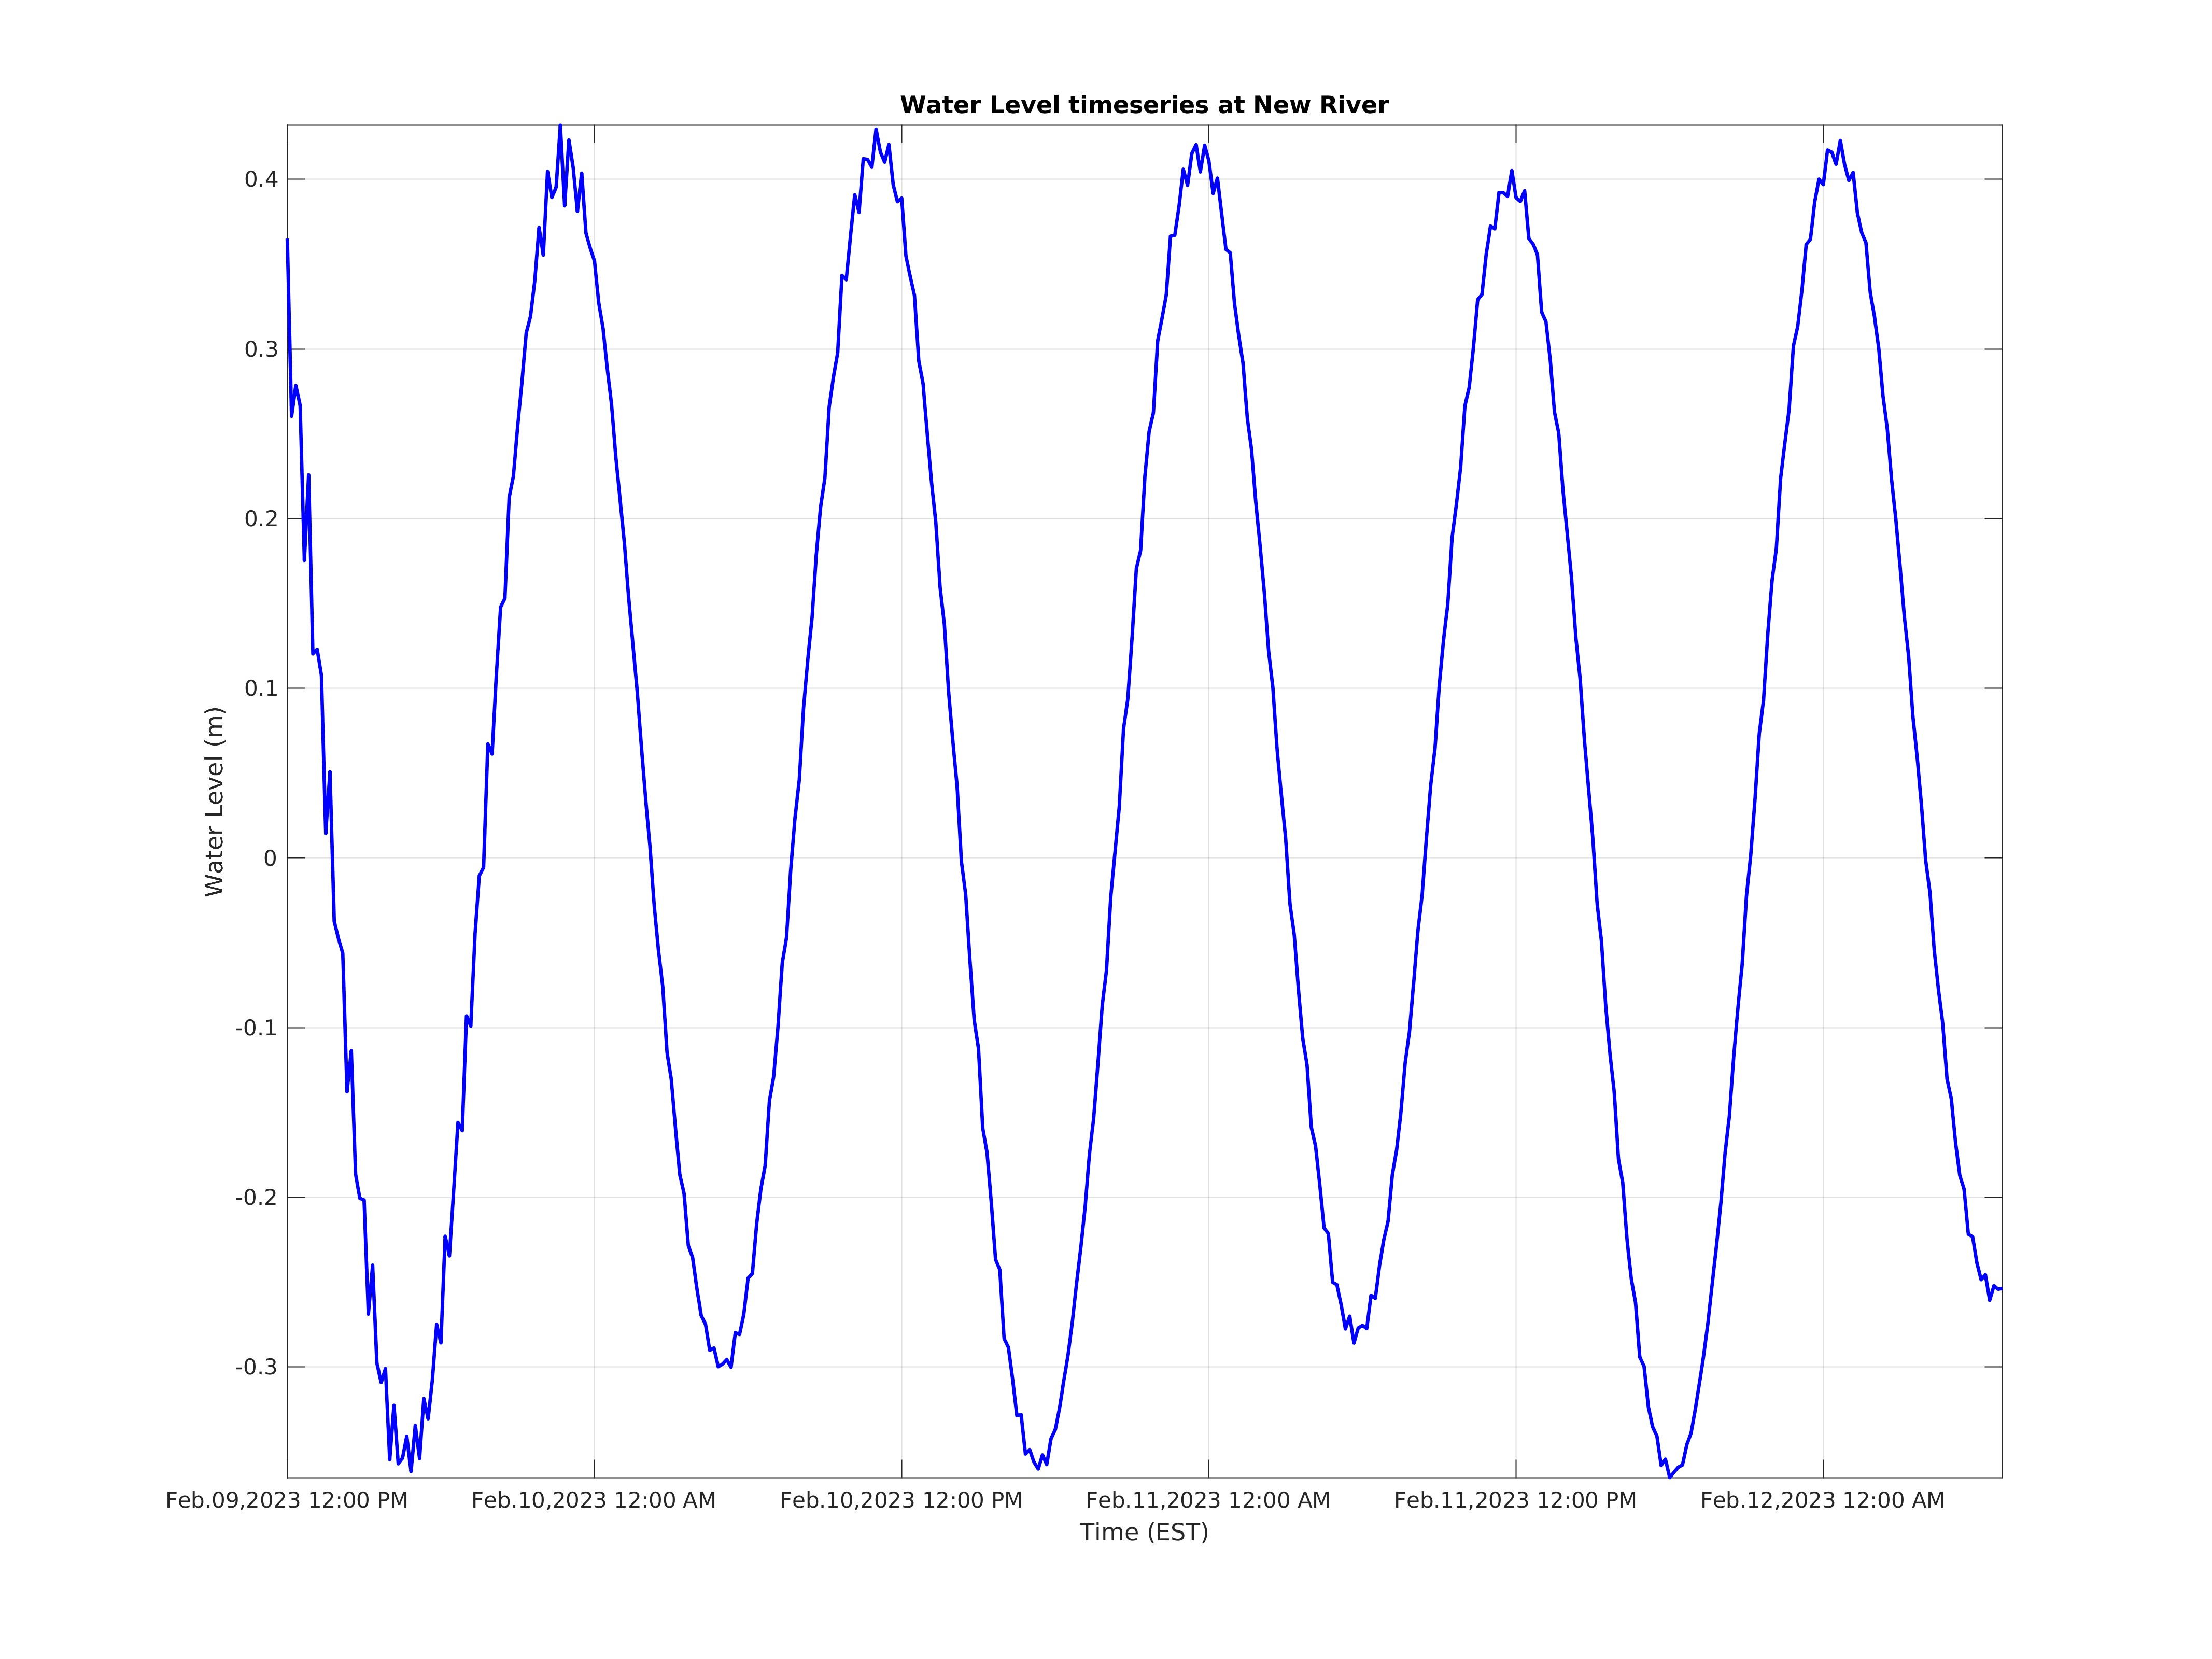 Water Level timeseries at New River
0.4
0.3
0.2
0.1
0
-0.1
-0.2
-0.3
Water Level (m)
Feb.09,2023 12:00 PM
Feb.10,2023 12:00 AM
Feb.10,2023 12:00 PM
Feb.11,2023 12:00 AM
Feb.11,2023 12:00 PM
Feb.12,2023 12:00 AM
Time (EST)